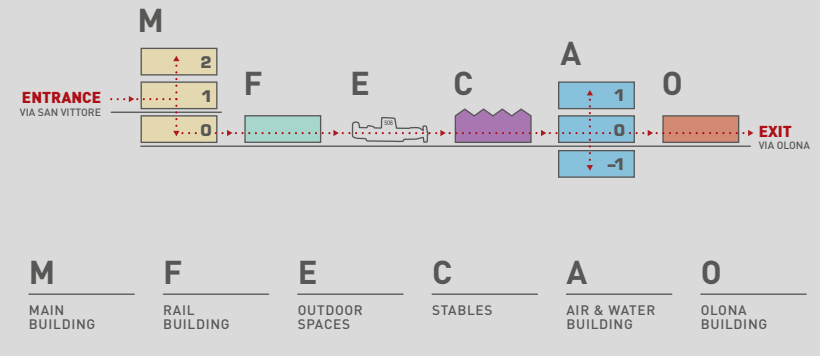 M
2
A
F
E
C
O
ENTRANCE
1
1
VIA SAN VITTORE
506
0
0
EXIT
VIA OLONA
-1
M
F
E
C
A
O
MAIN
BUILDING
RAIL
BUILDING
OUTDOOR
SPACES
STABLES
AIR & WATER
BUILDING
OLONA
BUILDING